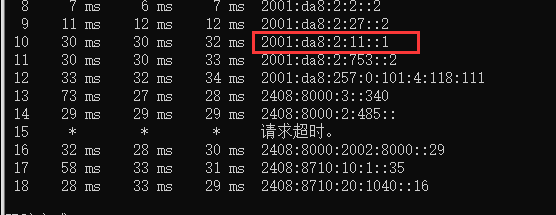 8 7 ms 6 ms 7 ms 2001:da8:2:2::2
9 11 ms 12 ms 12 ms 2001:da8:2:27::2
10 30 ms 30 ms 32 ms 2001:da8:2:11::1
11 30 ms 30 ms 33 ms 2001:da8:2:753::2
12 33 ms 32 ms 34 ms 2001:da8:257:0:101:4:118:111
13 73 ms 27 ms 28 ms 2408:8000:3::340
14 29 ms 29 ms 29 ms 2408:8000:2:485::
15 * * * 请求超时。
16 32 ms 28 ms 30 ms 2408:8000:2002:8000::29
17 58 ms 33 ms 31 ms 2408:8710:10:1::35
18 28 ms 33 ms 29 ms 2408:8710:20:1040::16